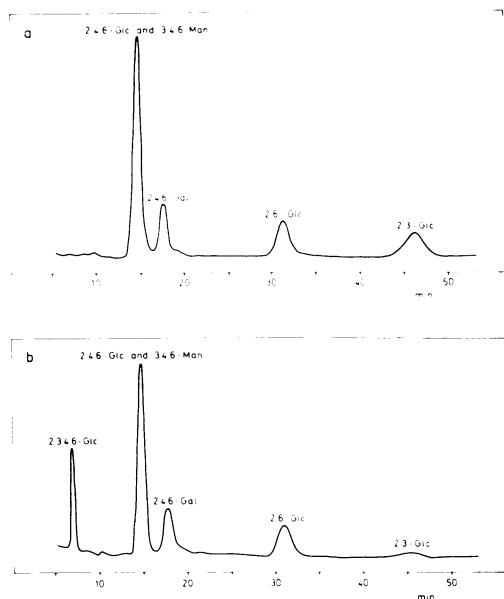 a
2 4 6 - Glc and 3 4 6 Man
2 4 6 Gal
2 6 Glc
2 3 - Glc
10 20 30 40 50
min
b
2 4 6 Glc and 3 4 6 - Man
2 3 4 6 - Glc
2 4 6 - Gal
2 6 Glc
2 3 - Glc
10 20 30 40 50
min